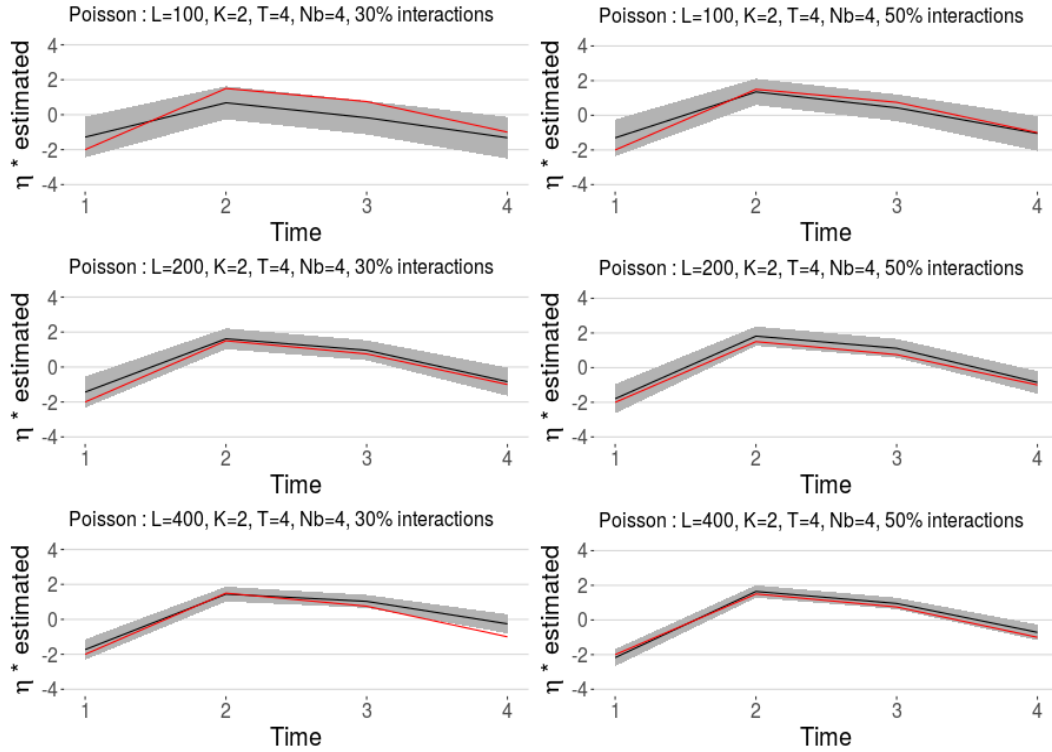 Poisson : L=100, K=2, T=4, Nb=4, 30% interactions
η * estimated
4
2
0
-2
-4
1 2 3 4
Time
Poisson : L=100, K=2, T=4, Nb=4, 50% interactions
η * estimated
4
2
0
-2
-4
1 2 3 4
Time
Poisson : L=200, K=2, T=4, Nb=4, 30% interactions
η * estimated
4
2
0
-2
-4
1 2 3 4
Time
Poisson : L=200, K=2, T=4, Nb=4, 50% interactions
η * estimated
4
2
0
-2
-4
1 2 3 4
Time
Poisson : L=400, K=2, T=4, Nb=4, 30% interactions
η * estimated
4
2
0
-2
-4
1 2 3 4
Time
Poisson : L=400, K=2, T=4, Nb=4, 50% interactions
η * estimated
4
2
0
-2
-4
1 2 3 4
Time